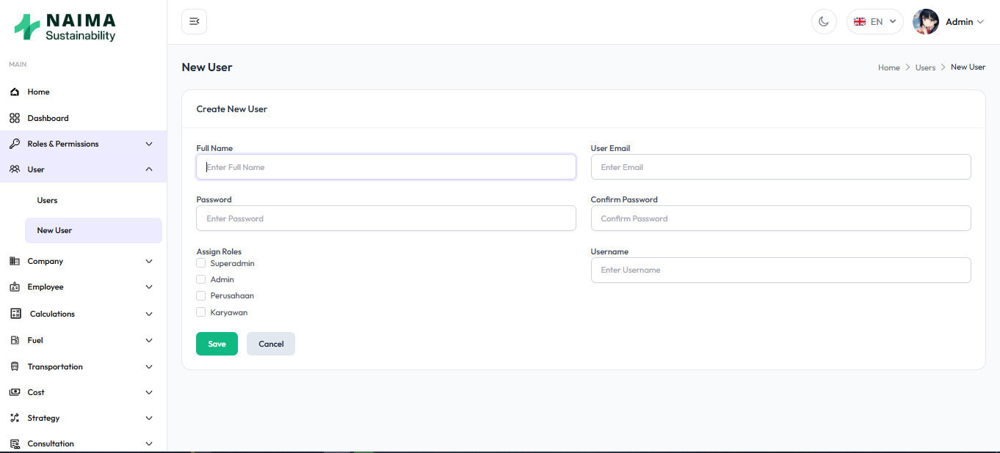 NAIMA
Sustainability
EN
Admin
MAIN
Home
Dashboard
Roles & Permissions
User
Users
New User
Company
Employee
Calculations
Fuel
Transportation
Cost
Strategy
Consultation
New User
Home > Users > New User
Create New User
Full Name
Enter Full Name
User Email
Enter Email
Password
Enter Password
Confirm Password
Confirm Password
Assign Roles
Superadmin
Admin
Perusahaan
Karyawan
Username
Enter Username
Save
Cancel